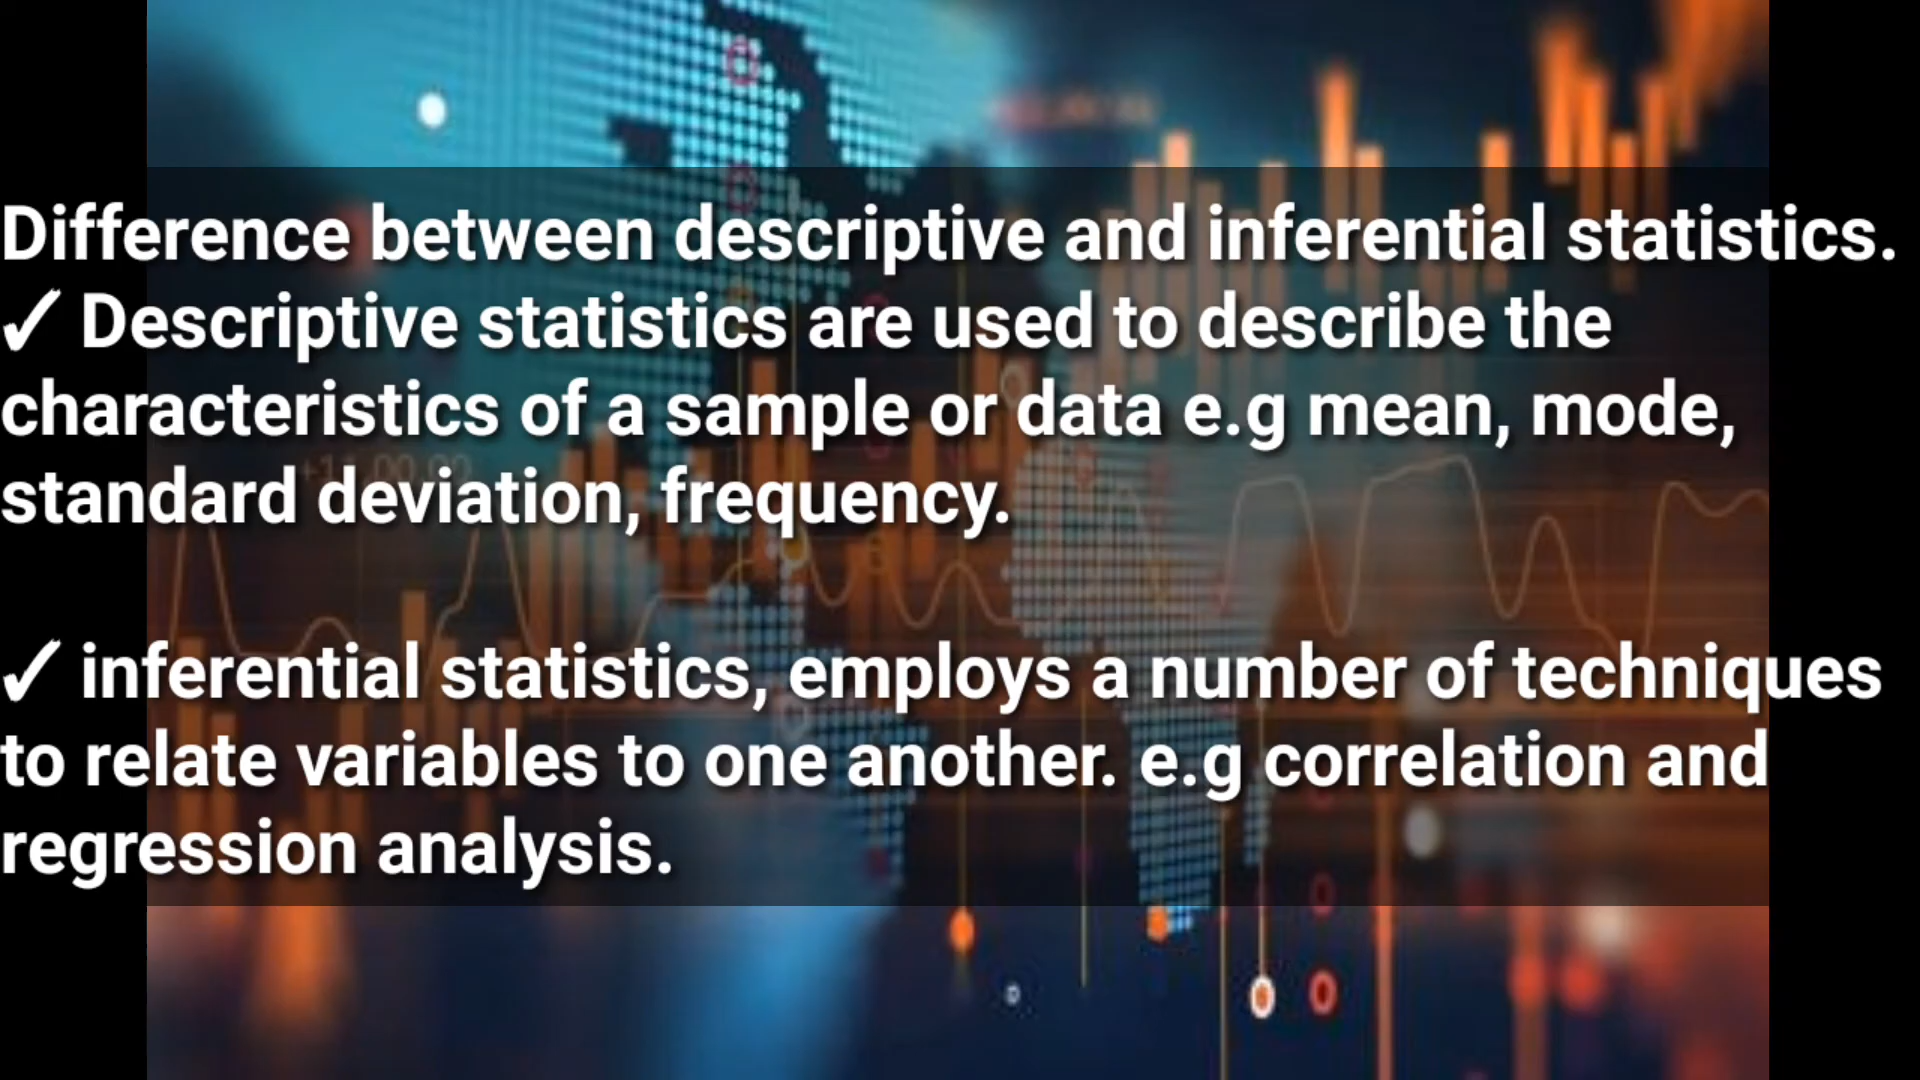 Difference between descriptive and inferential statistics.
✓ Descriptive statistics are used to describe the
characteristics of a sample or data e.g mean, mode,
standard deviation, frequency.
✓ inferential statistics, employs a number of techniques
to relate variables to one another. e.g correlation and
regression analysis.